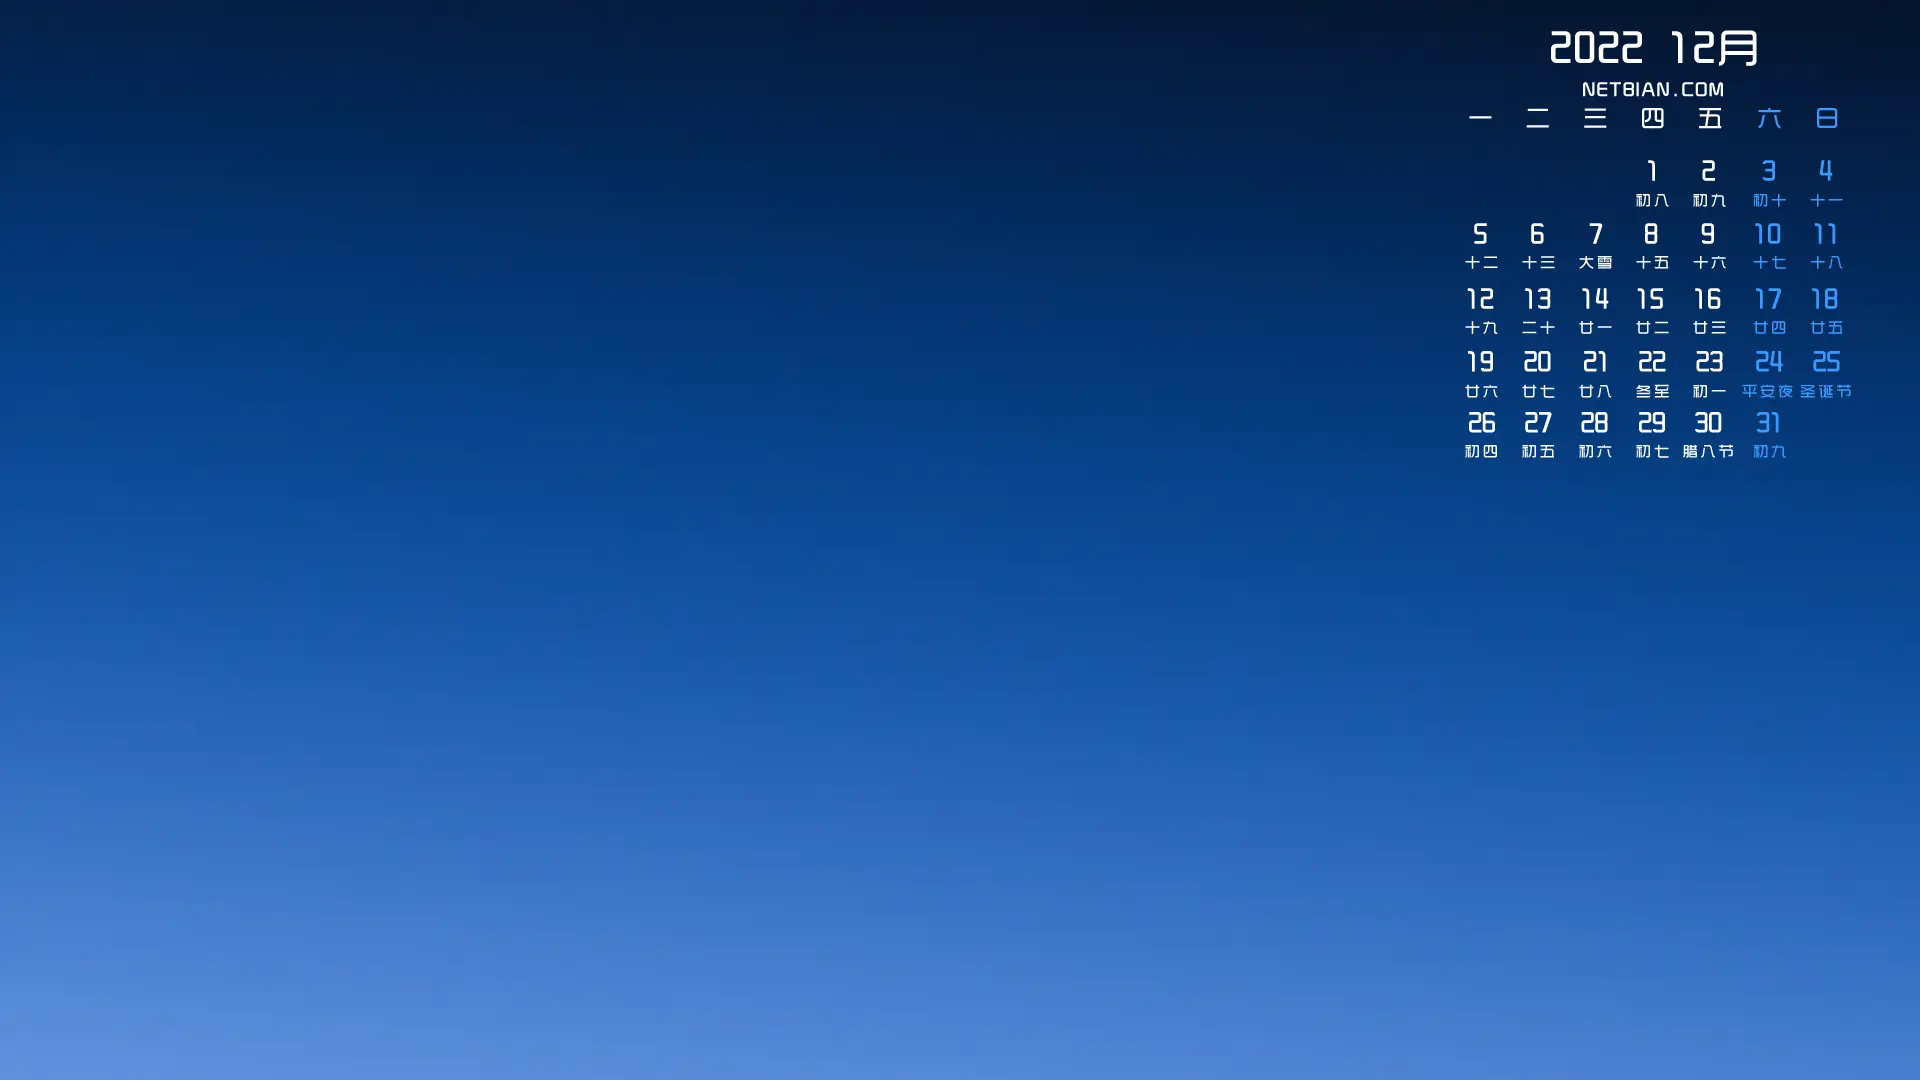 2022 12月
NETBIAN.COM
一 二 三 四 五 六 日
1 2 3 4
初八 初九 初十 十一
5 6 7 8 9 10 11
十二 十三 大雪 十五 十六 十七 十八
12 13 14 15 16 17 18
十九 二十 廿一 廿二 廿三 廿四 廿五
19 20 21 22 23 24 25
廿六 廿七 廿八 冬至 初一 平安夜 圣诞节
26 27 28 29 30 31
初四 初五 初六 初七 腊八节 初九